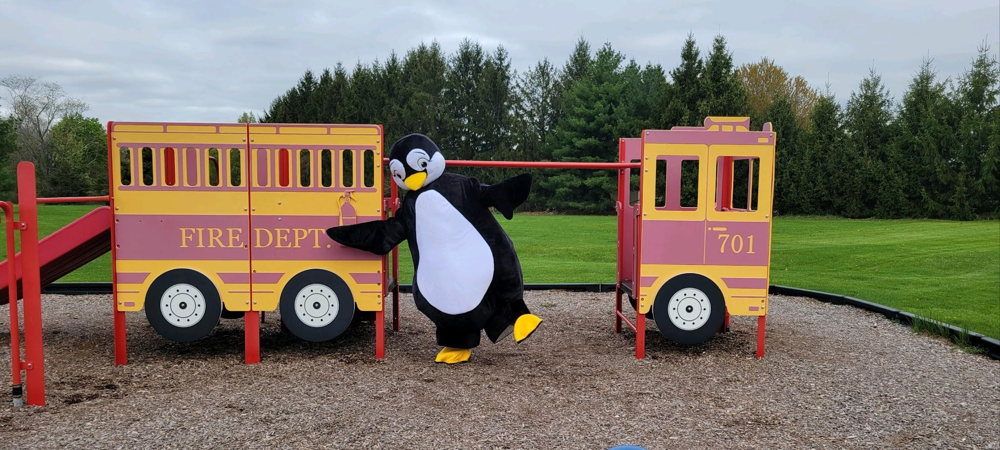 FIRE DEPT.
701